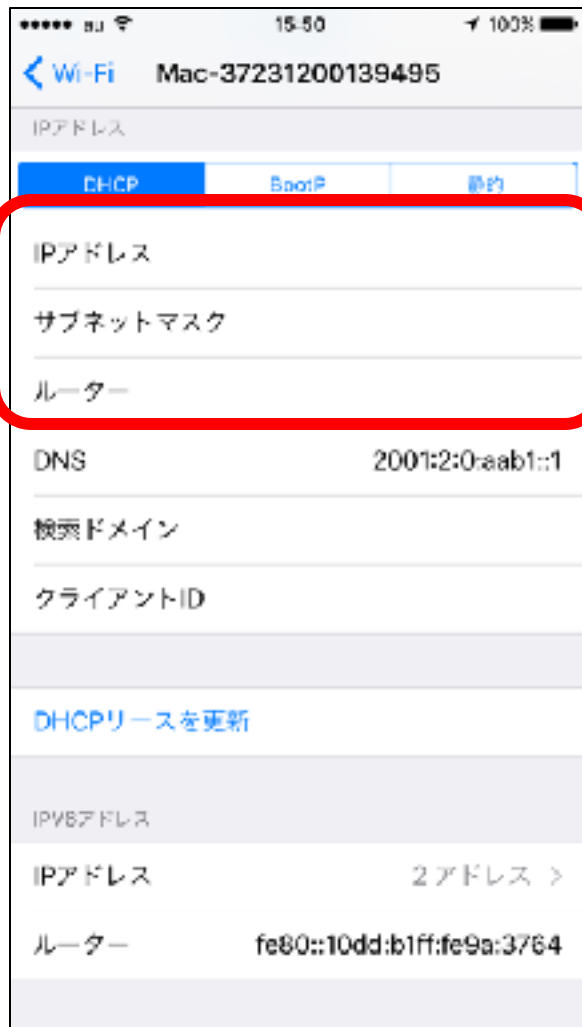 au 15:50 100%
Wi-Fi Mac-37231200139495
IPアドレス
DHCP BootP 静的
IPアドレス
サブネットマスク
ルーター
DNS 2001:2:0:aab1::1
検索ドメイン
クライアントID
DHCPリースを更新
IPV6アドレス
IPアドレス 2 アドレス >
ルーター fe80::10dd:b1ff:fe9a:3764